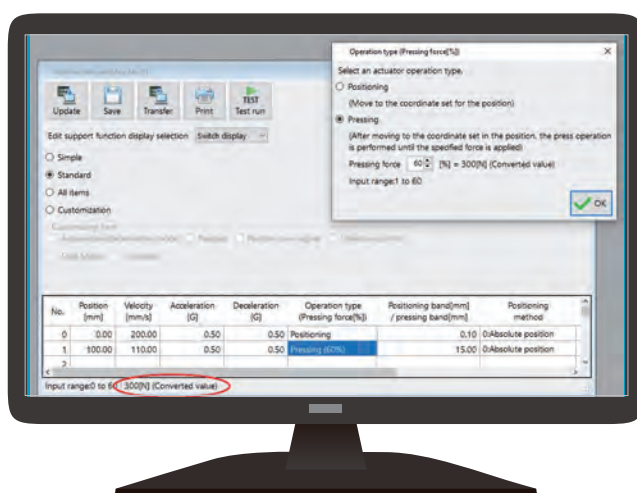 Operation type (Pressing force[%])
Select an actuator operation type.
Positioning
(Move to the coordinate set for the position)
Pressing
(After moving to the coordinate set in the position, the press operation
is performed until the specified force is applied)
Pressing force 60 [%] = 300[N] (Converted value)
Input range:1 to 60
OK
Update Save Transfer Print TEST Test run
Edit support function display selection Switch display
Simple
Standard
All items
Customization
No. Position [mm] Velocity [mm/s] Acceleration [G] Deceleration [G] Operation type (Pressing force[%]) Positioning band[mm] / pressing band[mm] Positioning method
0 0.00 200.00 0.50 0.50 Positioning 0.10 0:Absolute position
1 100.00 110.00 0.50 0.50 Pressing (60%) 15.00 0:Absolute position
2
Input range:0 to 60 300[N] (Converted value)